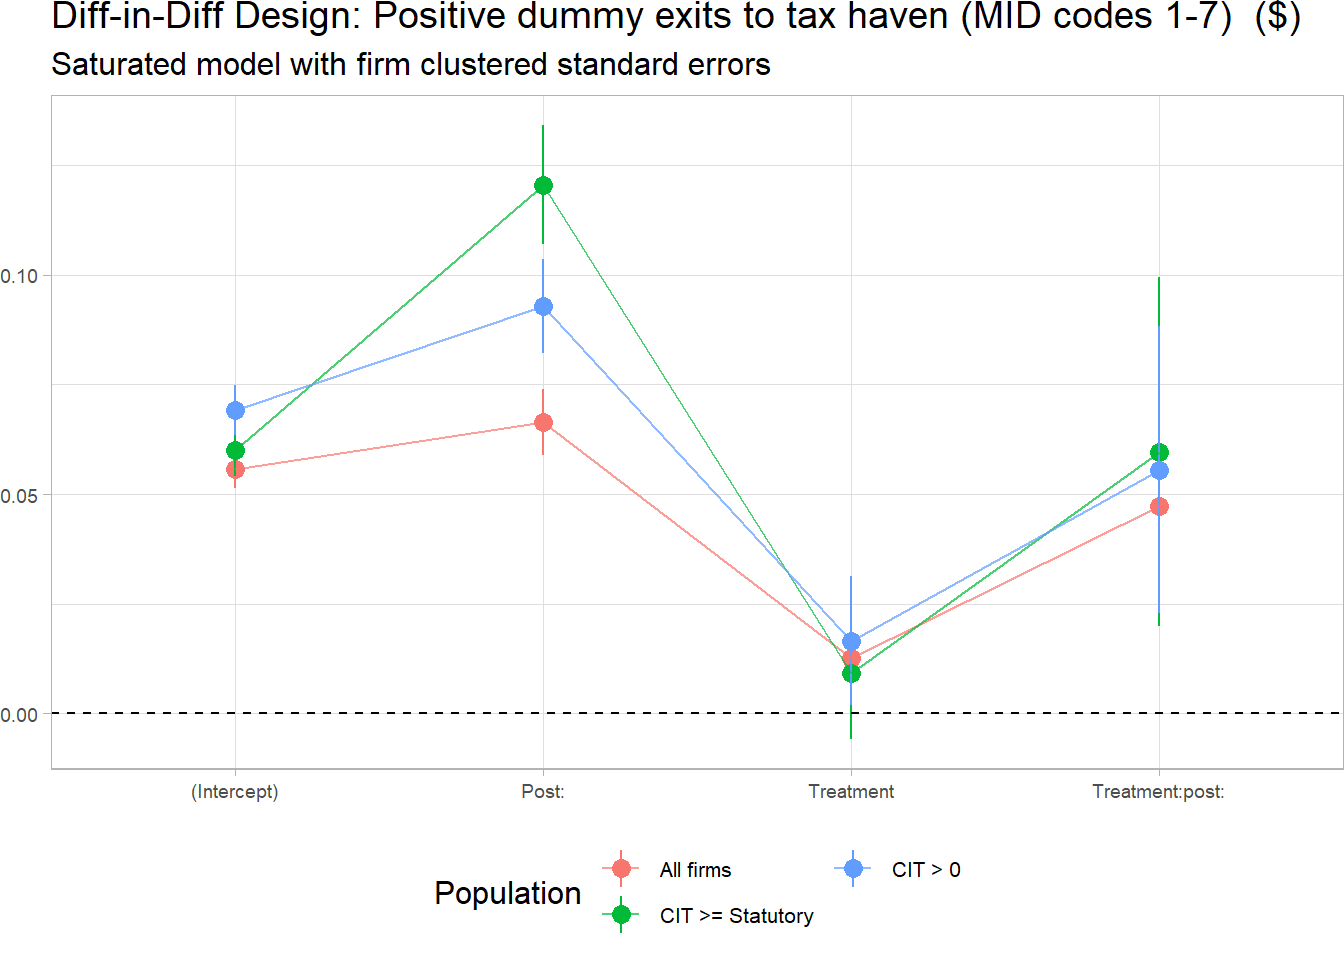 Diff-in-Diff Design: Positive dummy exits to tax haven (MID codes 1-7)  ($)
Saturated model with firm clustered standard errors
0.10
0.05
0.00
(Intercept) Post: Treatment Treatment:post:
Population
All firms
CIT > 0
CIT >= Statutory